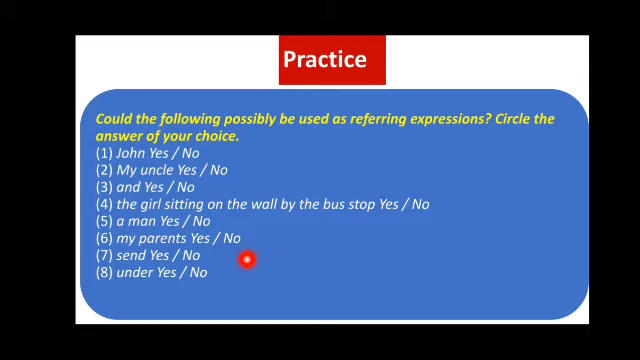 Practice
Could the following possibly be used as referring expressions? Circle the
answer of your choice.
(1) John Yes / No
(2) My uncle Yes / No
(3) and Yes / No
(4) the girl sitting on the wall by the bus stop Yes / No
(5) a man Yes / No
(6) my parents Yes / No
(7) send Yes / No
(8) under Yes / No